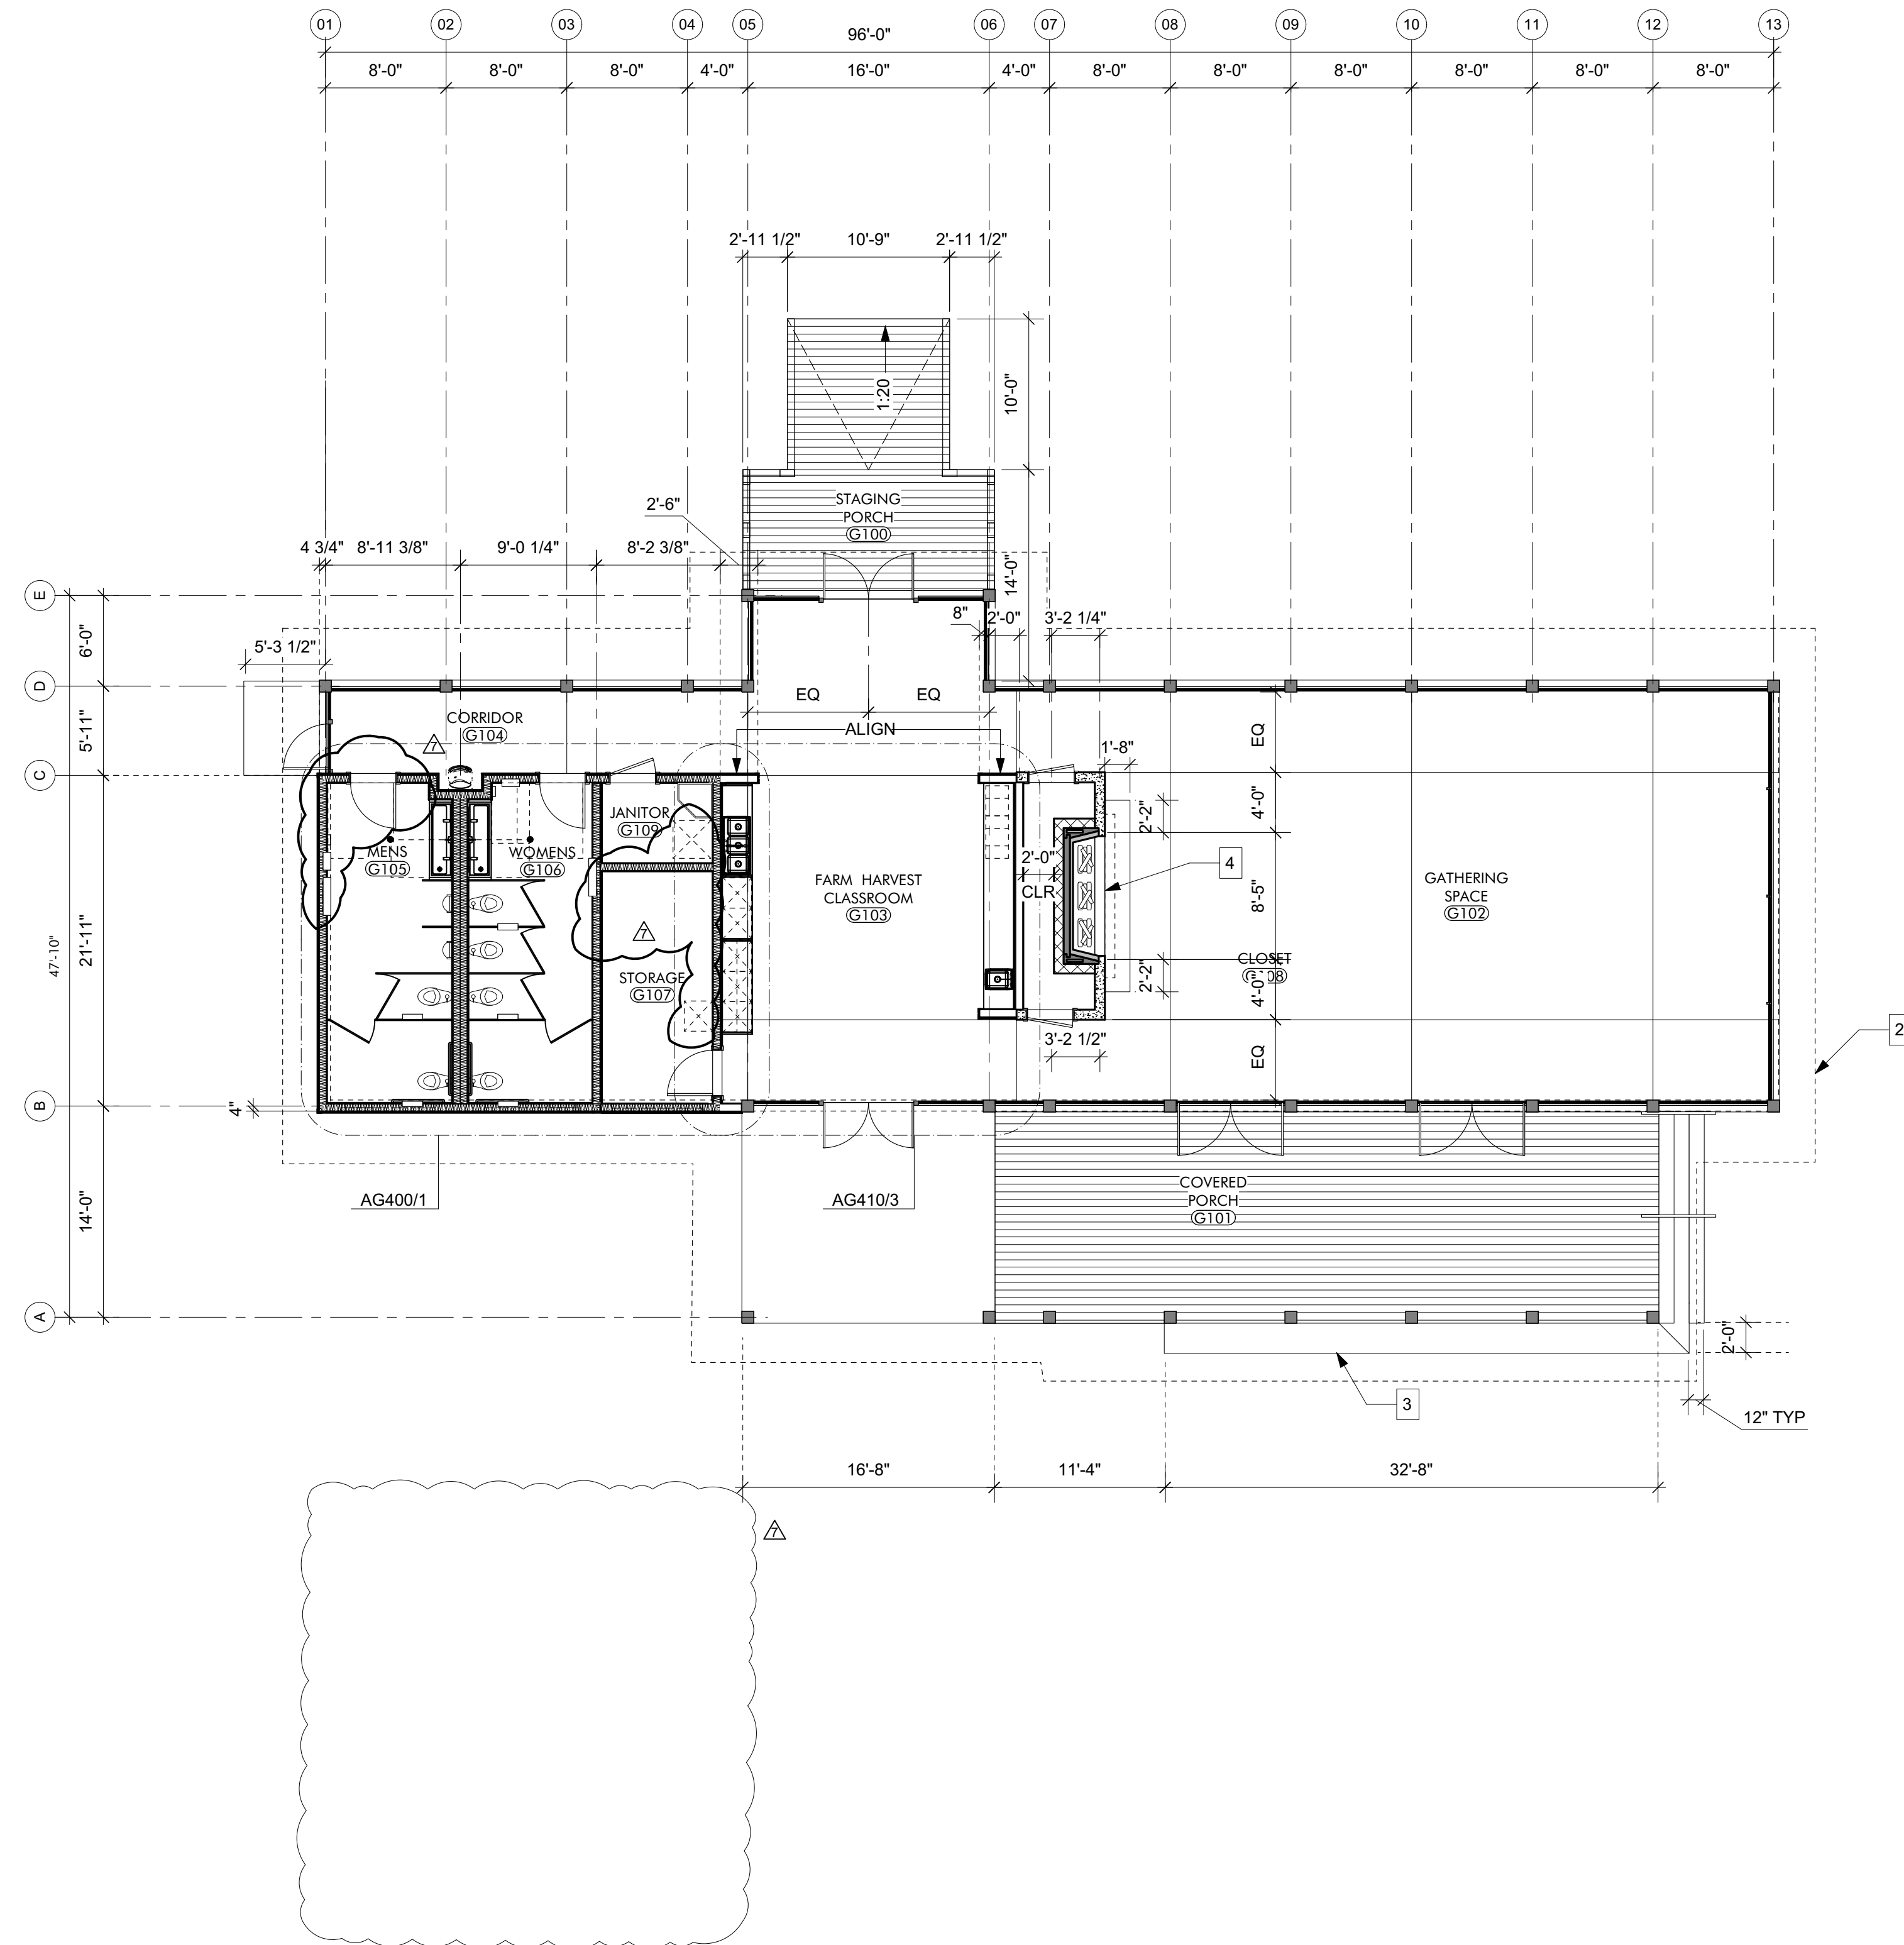 01 02 03 04 05 06 07 08 09 10 11 12 13
96'-0"
8'-0" 8'-0" 8'-0" 4'-0" 16'-0" 4'-0" 8'-0" 8'-0" 8'-0" 8'-0" 8'-0" 8'-0"
2'-11 1/2" 10'-9" 2'-11 1/2"
1:20
10'-0"
STAGING
PORCH
G100
2'-6"
4 3/4" 8'-11 3/8" 9'-0 1/4" 8'-2 3/8"
14'-0"
E
8" 2'-0" 3'-2 1/4"
6'-0"
5'-3 1/2"
D
EQ EQ
CORRIDOR
G104
7
ALIGN
EQ
5'-11"
1'-8"
C
JANITOR
G109
4'-0"
2'-2"
MENS
G105
WOMENS
G106
2'-0"
CLR
4
FARM HARVEST
CLASSROOM
G103
8'-5"
GATHERING
SPACE
G102
7
47'-10"
21'-11"
STORAGE
G107
CLOSET
2'-2"
4'-0"
2
3'-2 1/2"
EQ
B
4"
COVERED
PORCH
G101
AG400/1
AG410/3
14'-0"
A
2'-0"
3
12" TYP
16'-8" 11'-4" 32'-8"
7